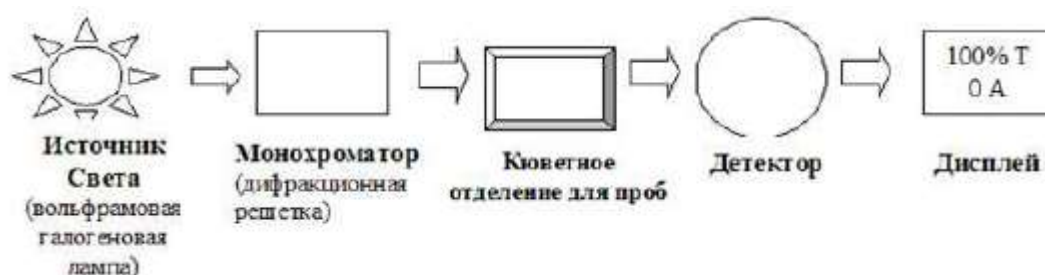 100% T
0 A
Источник
Света
(вольфрамовая
галогеновая
лампа)
Монохроматор
(дифракционная
решетка)
Кюветное
отделение для проб
Детектор
Дисплей